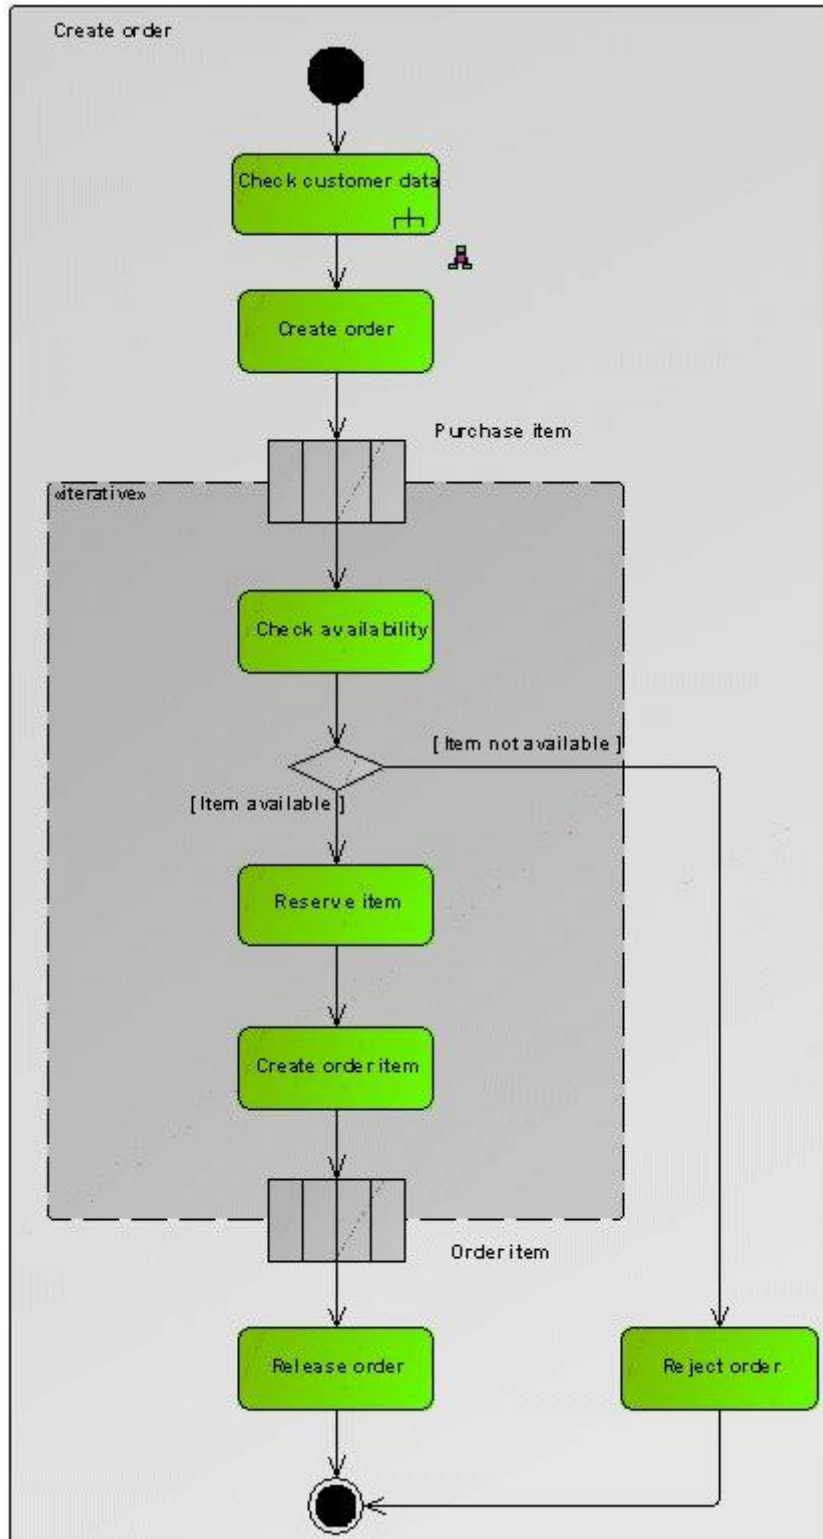 Create order
Check customer data
Create order
Purchase item
«iterative»
Check availability
[ Item not available ]
[ Item available ]
Reserve item
Create order item
Order item
Release order
Reject order